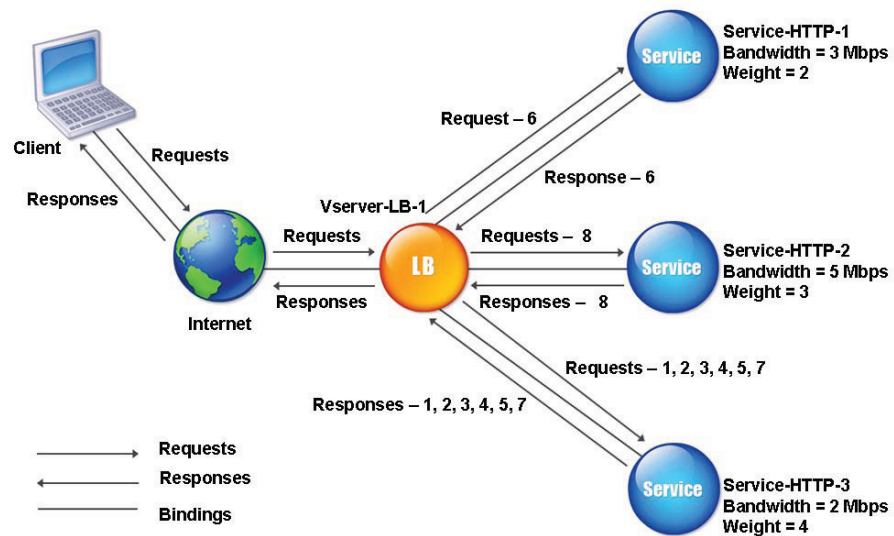 Service-HTTP-1
Bandwidth = 3 Mbps
Weight = 2
Service
Request – 6
Client
Requests
Responses
Response – 6
Vserver-LB-1
Requests
Requests – 8
LB
Service
Service-HTTP-2
Bandwidth = 5 Mbps
Weight = 3
Responses
Responses – 8
Internet
Requests – 1, 2, 3, 4, 5, 7
Responses – 1, 2, 3, 4, 5, 7
Requests
Responses
Bindings
Service
Service-HTTP-3
Bandwidth = 2 Mbps
Weight = 4